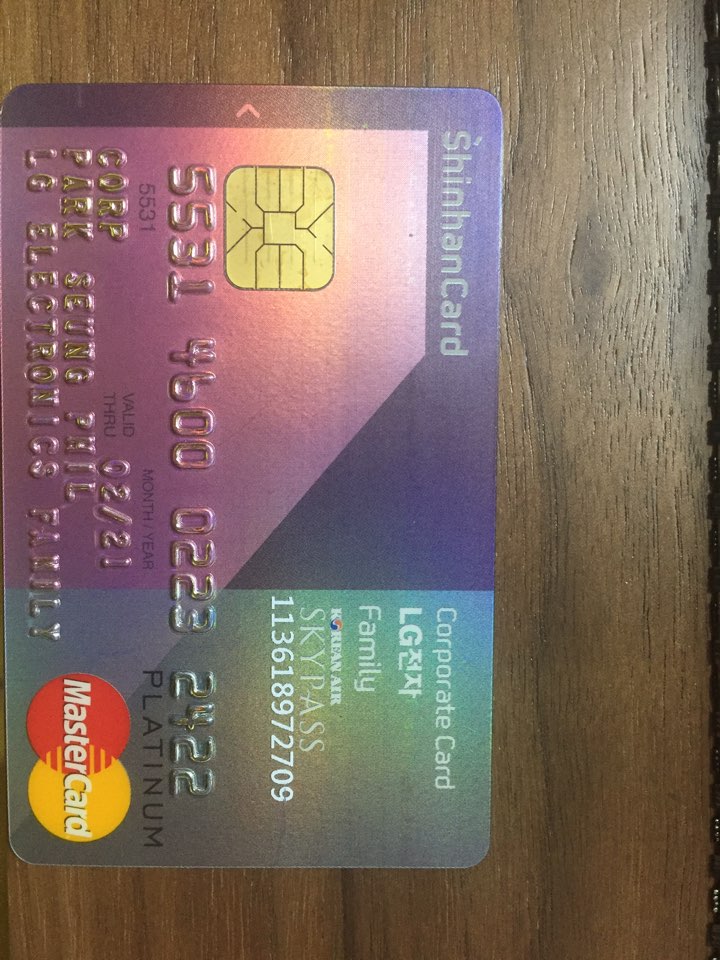 ShinhanCard
Corporate Card
LG전자
Family
KOREAN AIR
SKYPASS
113618972709
5531 4600 0223 2422
5531
MONTH / YEAR
PLATINUM
VALID
THRU
02/21
CORP
PARK SEUNG PHIL
LG ELECTRONICS FAMILY
MasterCard